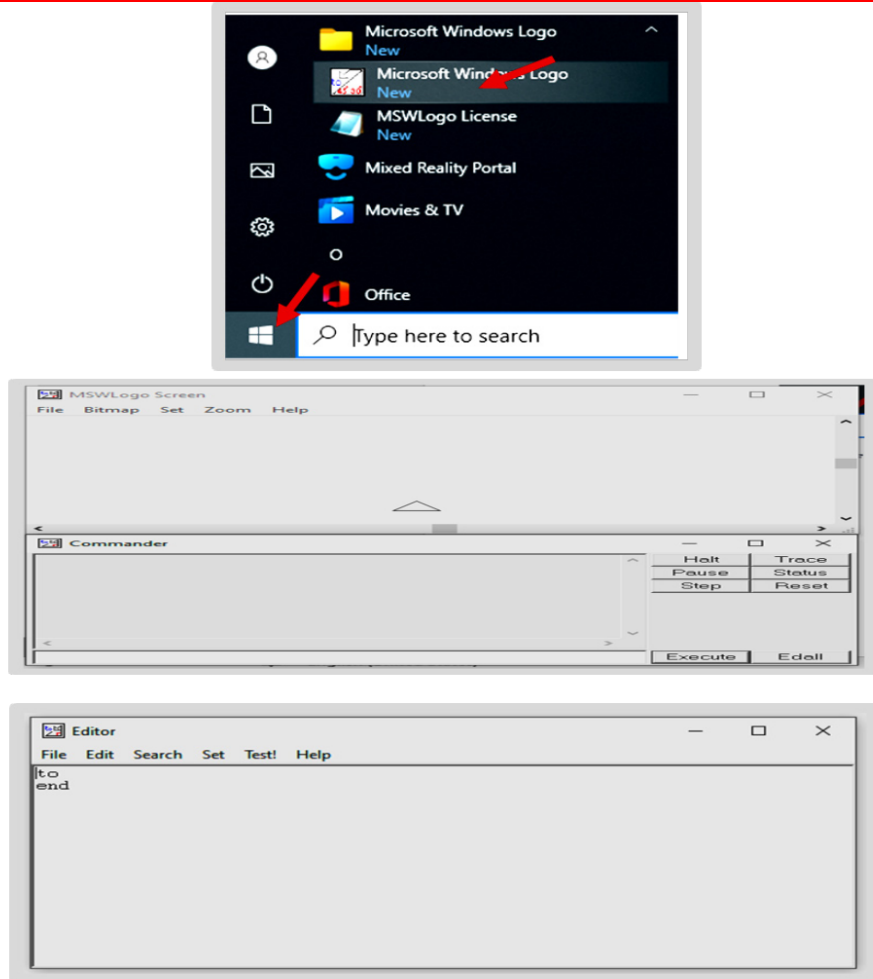 Microsoft Windows Logo
New
Microsoft Windows Logo
New
MSWLogo License
New
Mixed Reality Portal
Movies & TV
O
Office
Type here to search
MSWLogo Screen
File Bitmap Set Zoom Help
Commander
Halt Trace
Pause Status
Step Reset
Execute Edall
Editor
File Edit Search Set Test! Help
to
end